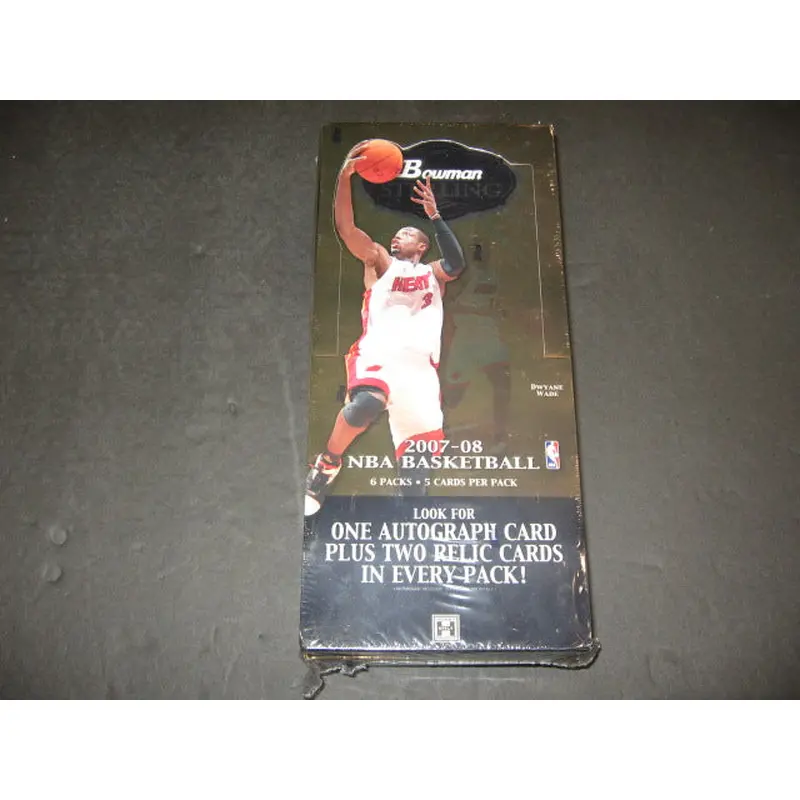 Bowman
STERLING
HEAT
3
DWYANE
WADE
2007-08
NBA BASKETBALL
6 PACKS • 5 CARDS PER PACK
LOOK FOR
ONE AUTOGRAPH CARD
PLUS TWO RELIC CARDS
IN EVERY PACK!